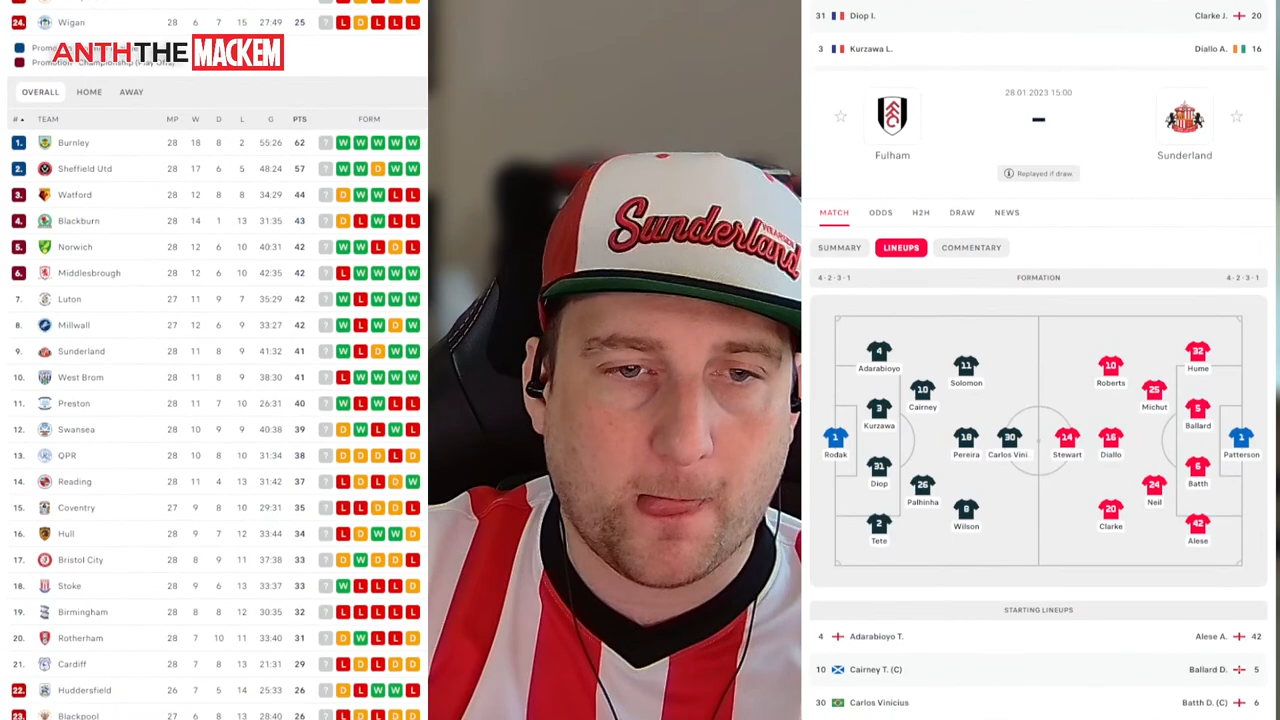 24. Wigan 28 6 7 15 27:49 25 ? L D L L L
Promo
ANTHTHE MACKEM
Promotion - Championship (Play Offs)
OVERALL HOME AWAY
# TEAM MP W D L G PTS FORM
1. Burnley 28 18 8 2 55:26 62 ? W W W W W
2. Sheffield Utd 28 17 6 5 48:24 57 ? W W D W W
3. Watford 28 12 8 8 34:29 44 ? D W W L L
4. Blackburn 28 14 1 13 31:35 43 ? D L W L L
5. Norwich 28 12 6 10 40:31 42 ? W W L D L
6. Middlesbrough 28 12 6 10 42:35 42 ? L W W W W
7. Luton 27 11 9 7 35:29 42 ? W L W W W
8. Millwall 27 12 6 9 33:27 42 ? W L W D W
9. Sunderland 28 11 8 9 41:32 41 ? W L D W W
10. West Brom 28 11 8 9 38:30 41 ? L W W W W
11. Preston 28 11 7 10 26:31 40 ? W L W L L
12. Swansea 28 10 9 9 40:38 39 ? D W L W L
13. QPR 28 10 8 10 31:34 38 ? D D D L D
14. Reading 28 11 4 13 31:42 37 ? L D L D W
15. Coventry 27 9 8 10 29:31 35 ? L L D D L
16. Hull 28 9 7 12 33:44 34 ? L D W W D
17. Bristol City 28 8 9 11 37:38 33 ? D W D D L
18. Stoke 28 9 6 13 33:37 33 ? W L L L D
19. Birmingham 28 8 8 12 30:35 32 ? L L L L L
20. Rotherham 28 7 10 11 33:40 31 ? D W L L D
21. Cardiff 28 7 8 13 21:31 29 ? L D L D D
22. Huddersfield 26 7 5 14 25:33 26 ? D L W W L
23. Blackpool 27 6 8 13 28:40 26 ? L D L D L
Sunderland
WEARSIDE
31 Diop I. Clarke J. 20
3 Kurzawa L. Diallo A. 16
28.01.2023 15:00
-
Fulham Sunderland
Replayed if draw.
MATCH ODDS H2H DRAW NEWS
SUMMARY LINEUPS COMMENTARY
4 - 2 - 3 - 1 FORMATION 4 - 2 - 3 - 1
4 Adarabioyo
11 Solomon
10 Roberts
32 Hume
10 Cairney
25 Michut
3 Kurzawa
5 Ballard
1 Rodak
18 Pereira
30 Carlos Vini.
14 Stewart
16 Diallo
1 Patterson
31 Diop
6 Batth
26 Palhinha
24 Neil
8 Wilson
20 Clarke
2 Tete
42 Alese
STARTING LINEUPS
4 Adarabioyo T. Alese A. 42
10 Cairney T. (C) Ballard D. 5
30 Carlos Vinicius Batth D. (C) 6